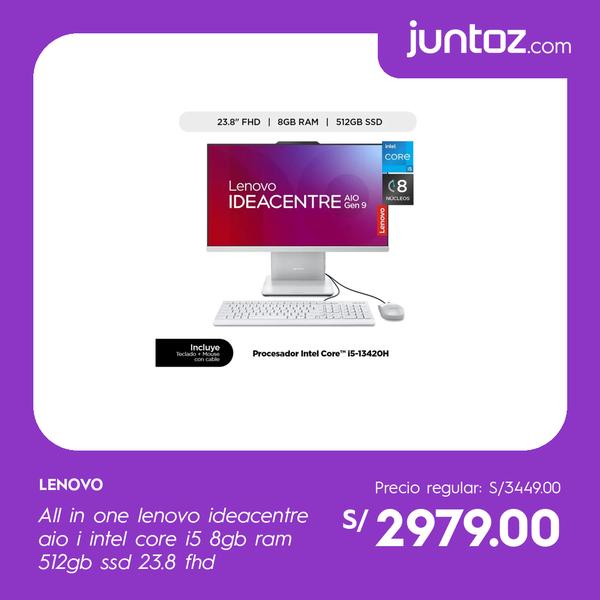 juntoz.com
23.8" FHD | 8GB RAM | 512GB SSD
intel
CORE
i5
8
NÚCLEOS
Lenovo
IDEACENTRE AIO Gen 9
Lenovo
Incluye
Teclado + Mouse
con cable
Procesador Intel Core™ i5-13420H
LENOVO
All in one lenovo ideacentre
aio i intel core i5 8gb ram
512gb ssd 23.8 fhd
Precio regular: S/3449.00
S/ 2979.00